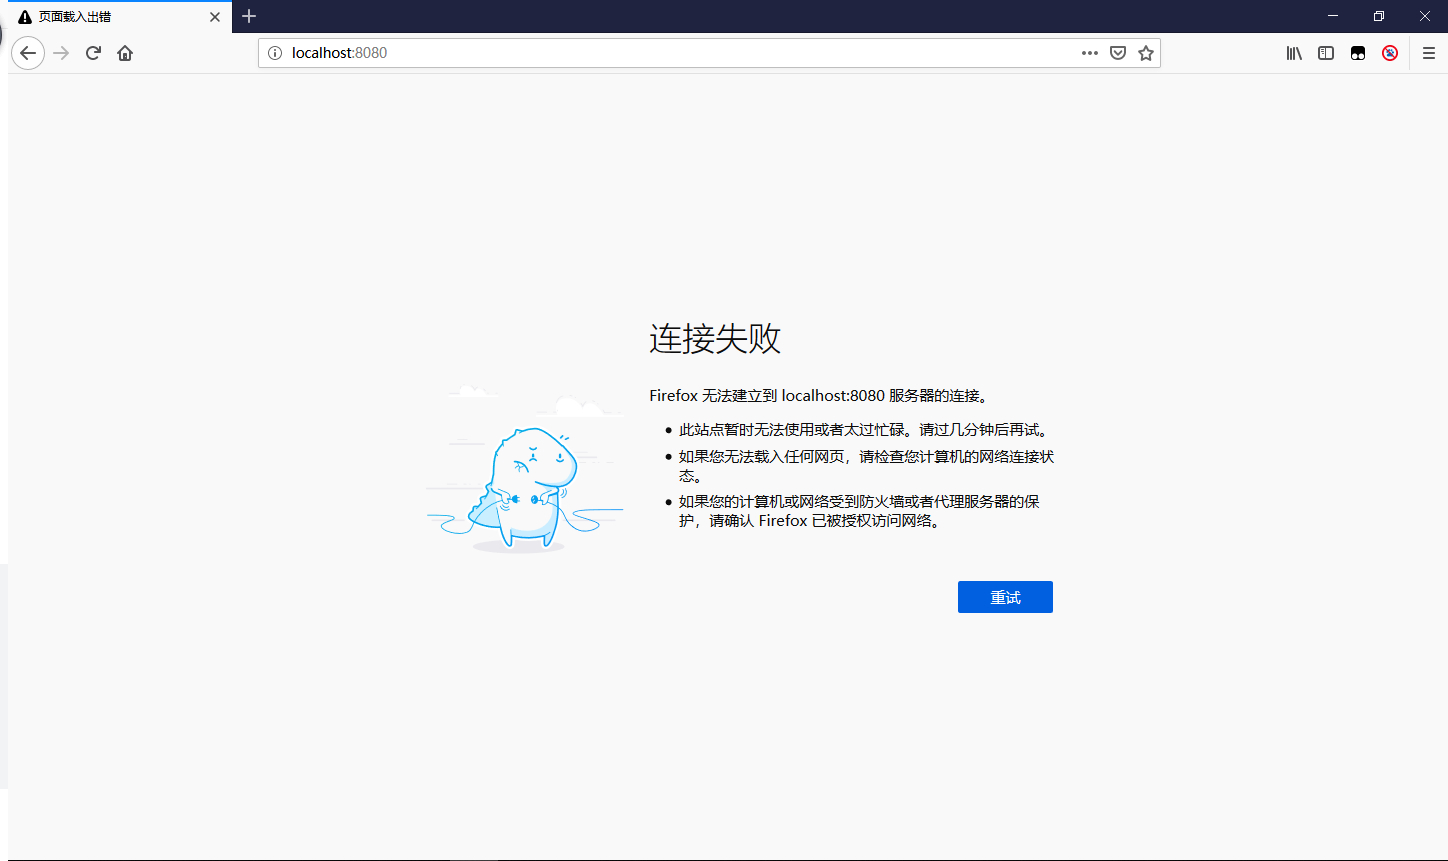 页面载入出错
localhost:8080
连接失败
Firefox 无法建立到 localhost:8080 服务器的连接。
此站点暂时无法使用或者太过忙碌。请过几分钟后再试。
如果您无法载入任何网页，请检查您计算机的网络连接状
态。
如果您的计算机或网络受到防火墙或者代理服务器的保
护，请确认 Firefox 已被授权访问网络。
重试